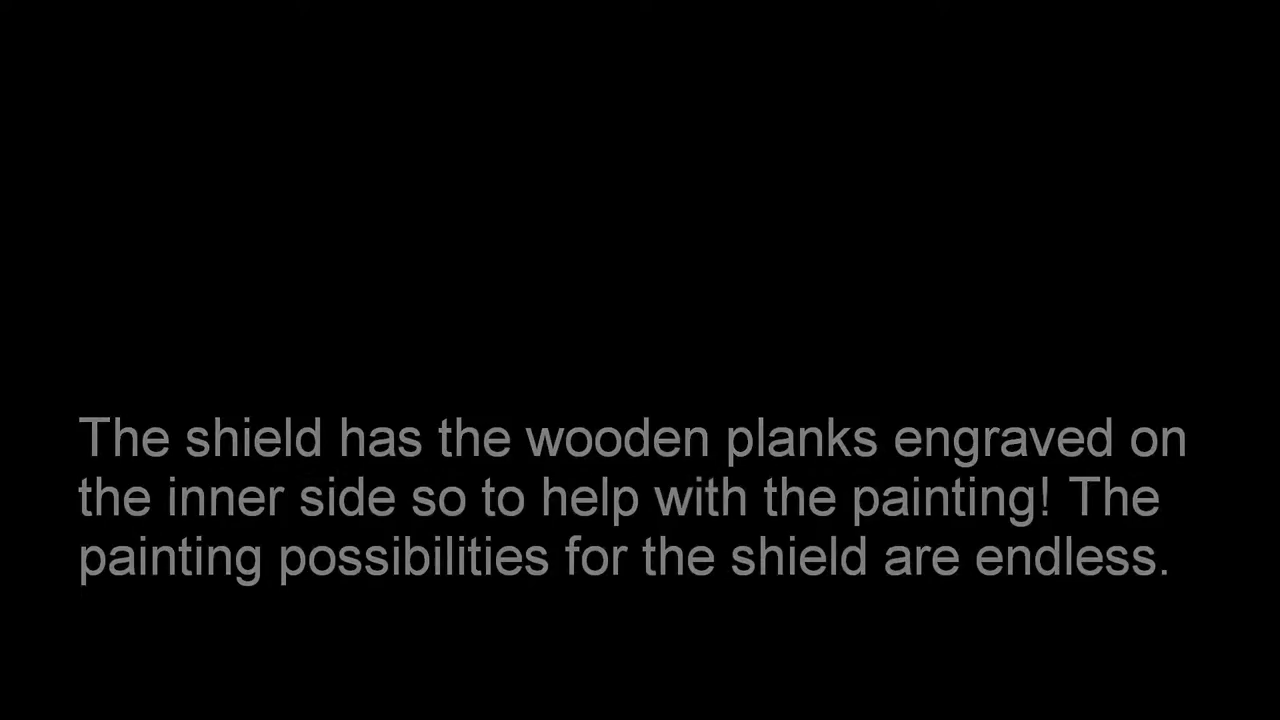 The shield has the wooden planks engraved on
the inner side so to help with the painting! The
painting possibilities for the shield are endless.